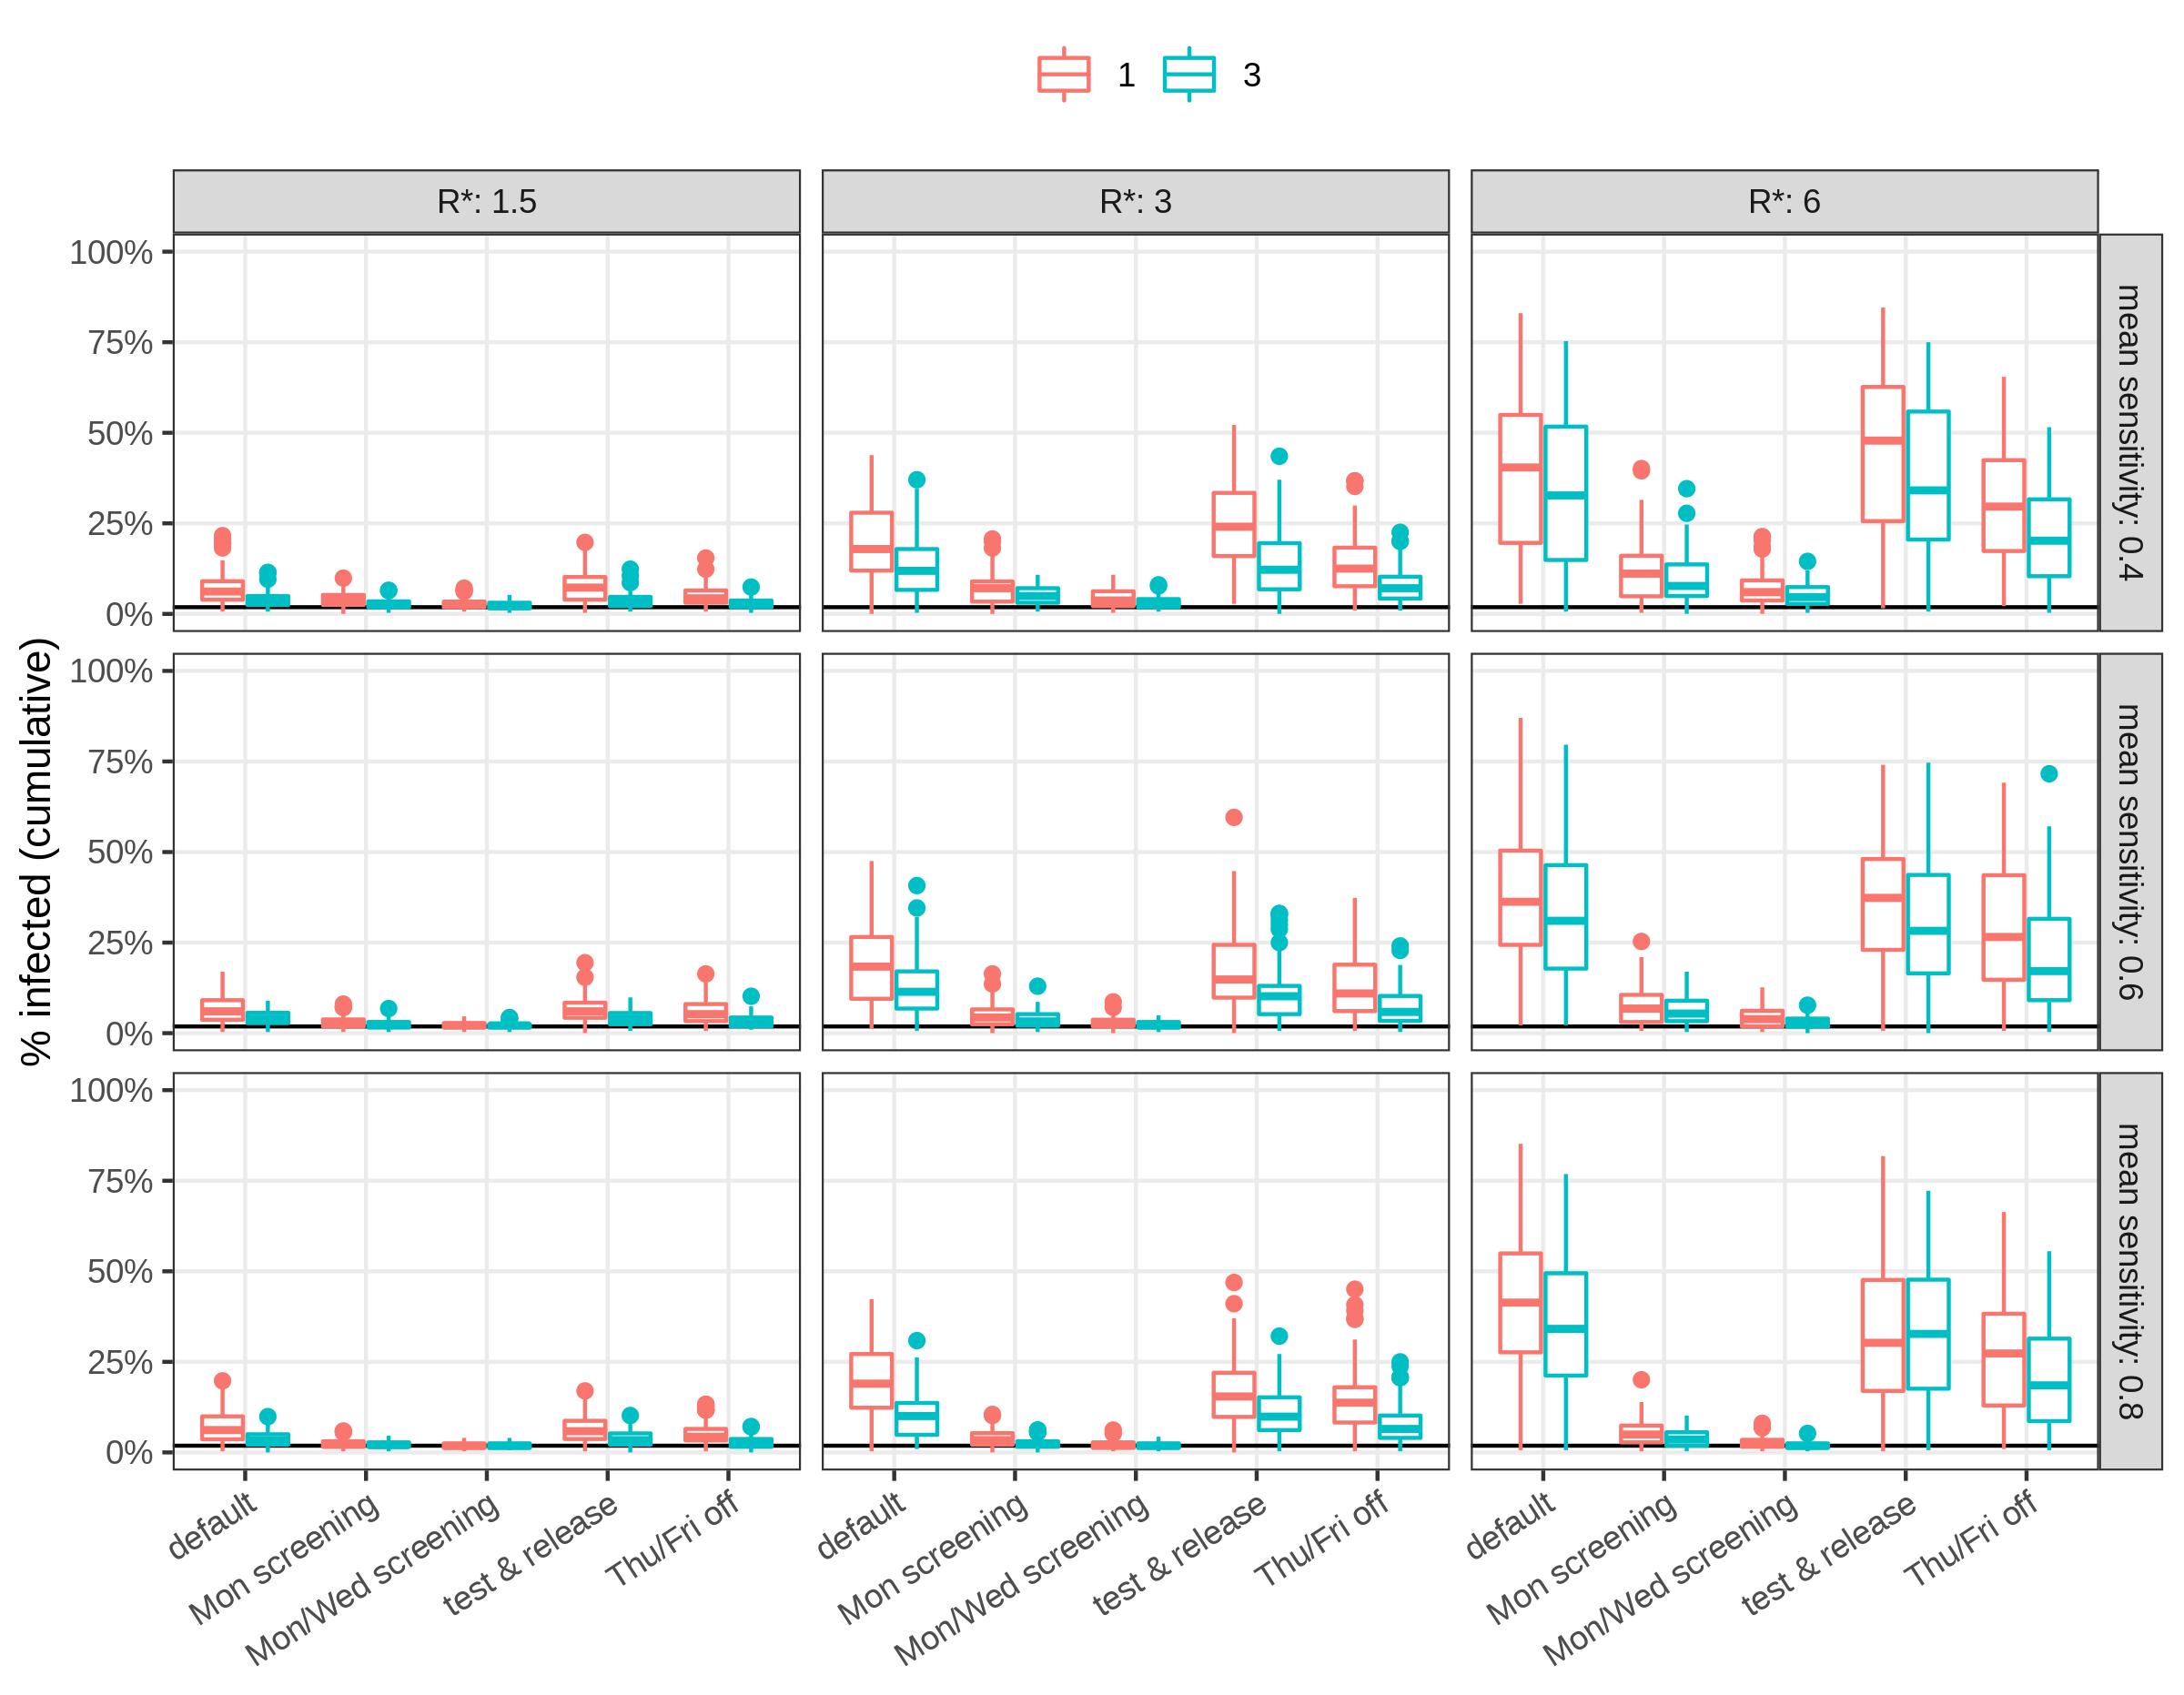 1 3
R*: 1.5 R*: 3 R*: 6
% infected (cumulative)
100%
75%
50%
25%
0%
mean sensitivity: 0.4
100%
75%
50%
25%
0%
mean sensitivity: 0.6
100%
75%
50%
25%
0%
mean sensitivity: 0.8
default
Mon screening
Mon/Wed screening
test & release
Thu/Fri off
default
Mon screening
Mon/Wed screening
test & release
Thu/Fri off
default
Mon screening
Mon/Wed screening
test & release
Thu/Fri off